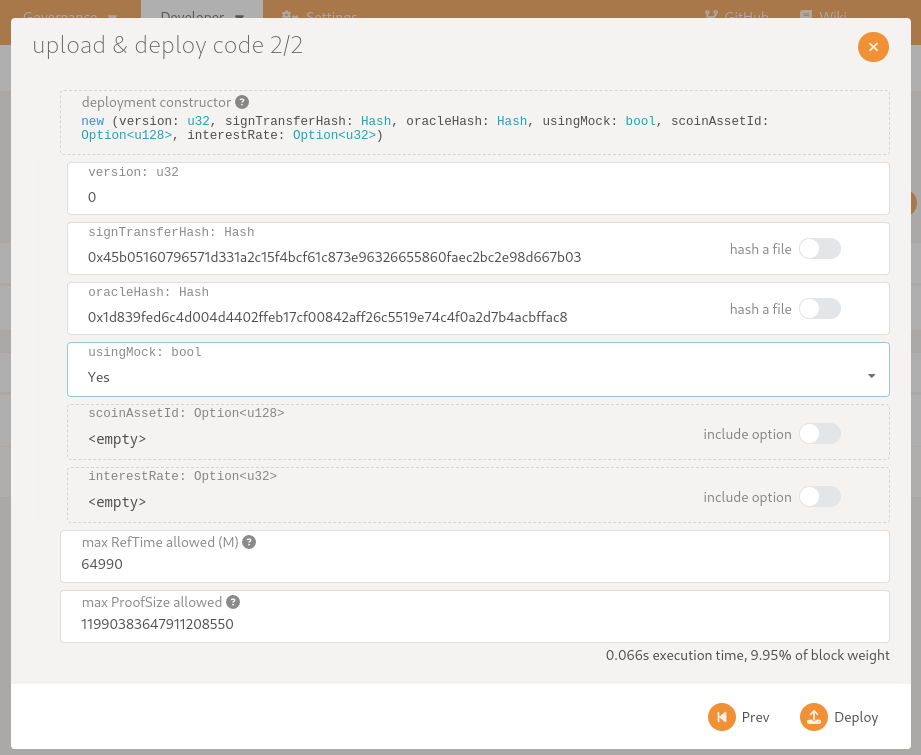 Governance
Developer
Settings
GitHub
Wiki
upload & deploy code 2/2
deployment constructor
new (version: u32, signTransferHash: Hash, oracleHash: Hash, usingMock: bool, scoinAssetId:
Option<u128>, interestRate: Option<u32>)
version: u32
0
signTransferHash: Hash
0x45b05160796571d331a2c15f4bcf61c873e96326655860faec2bc2e98d667b03
hash a file
oracleHash: Hash
0x1d839fed6c4d004d4402ffeb17cf00842aff26c5519e74c4f0a2d7b4acbffac8
hash a file
usingMock: bool
Yes
scoinAssetId: Option<u128>
<empty>
include option
interestRate: Option<u32>
<empty>
include option
max RefTime allowed (M)
64990
max ProofSize allowed
11990383647911208550
0.066s execution time, 9.95% of block weight
Prev
Deploy